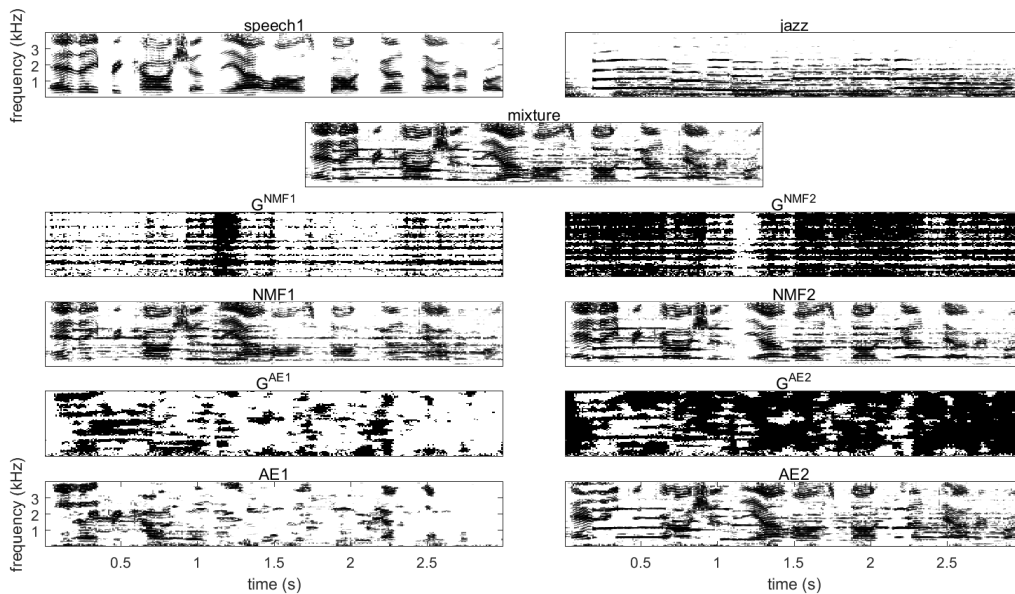 speech1
jazz
frequency (kHz)
3
2
1
mixture
G^NMF1
G^NMF2
NMF1
NMF2
G^AE1
G^AE2
AE1
AE2
frequency (kHz)
3
2
1
0.5 1 1.5 2 2.5
0.5 1 1.5 2 2.5
time (s)
time (s)